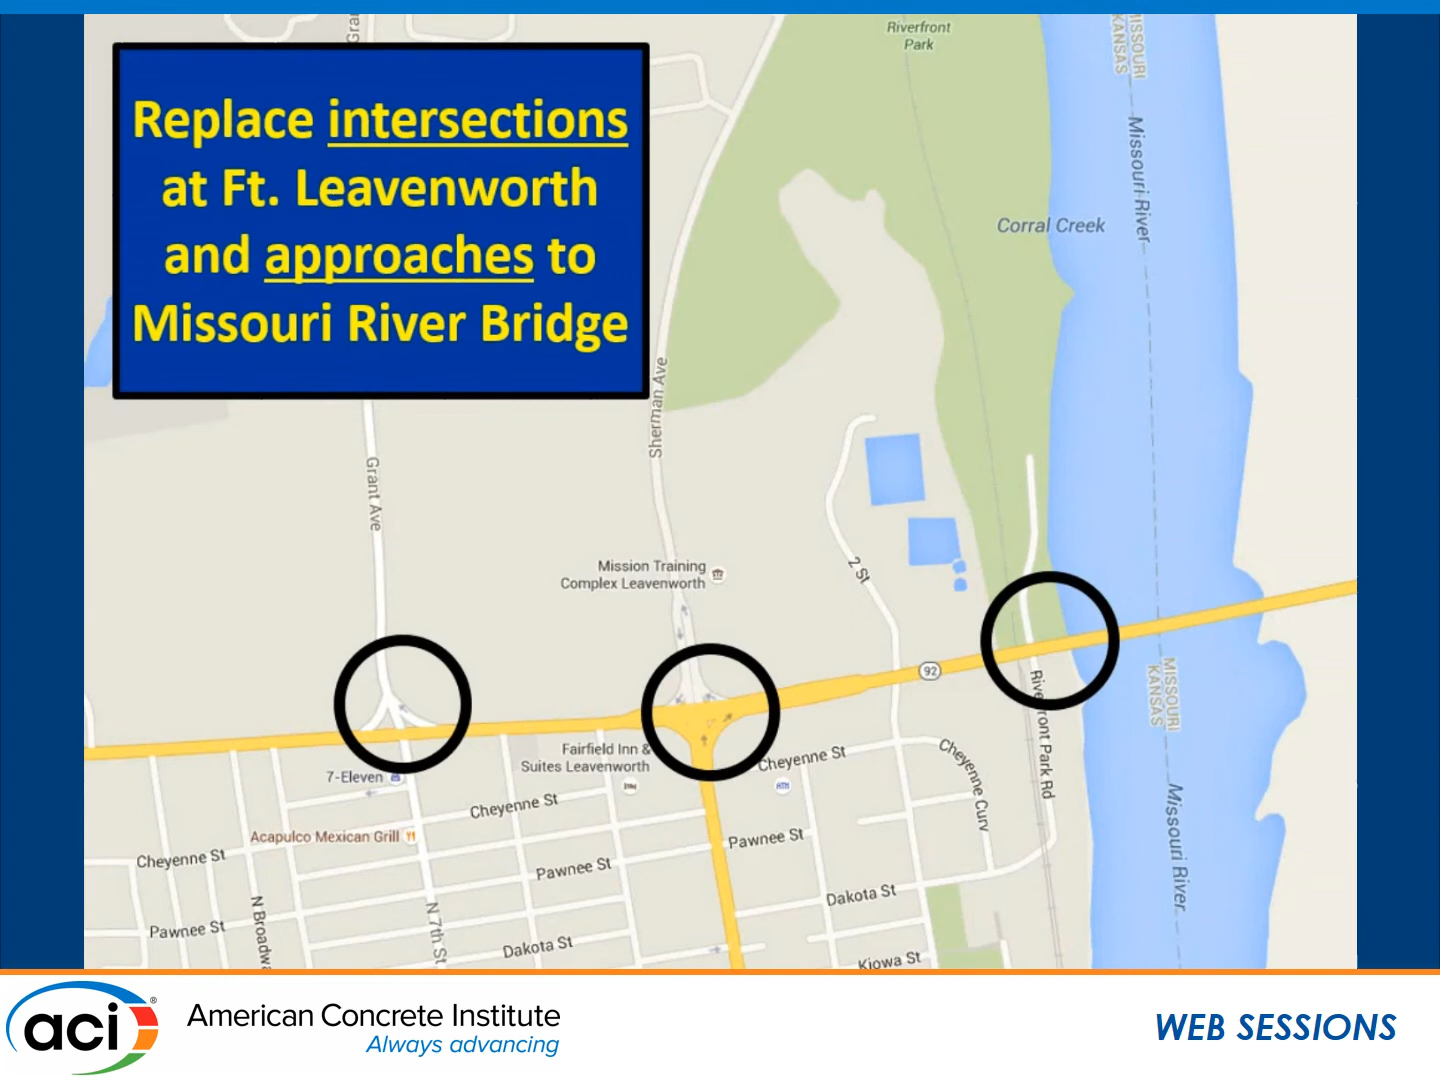 Replace intersections
at Ft. Leavenworth
and approaches to
Missouri River Bridge
Riverfront
Park
MISSOURI
KANSAS
Missouri River
Corral Creek
Sherman Ave
Grant Ave
Mission Training
Complex Leavenworth
2 St
92
MISSOURI
KANSAS
Riverfront Park Rd
Fairfield Inn &
Suites Leavenworth
INN
Cheyenne St
ATM
Cheyenne Curv
7-Eleven
Cheyenne St
Acapulco Mexican Grill
Cheyenne St
Pawnee St
Pawnee St
Missouri River
Dakota St
N 7th St
Pawnee St
Dakota St
Kiowa St
aci®
American Concrete Institute
Always advancing
WEB SESSIONS